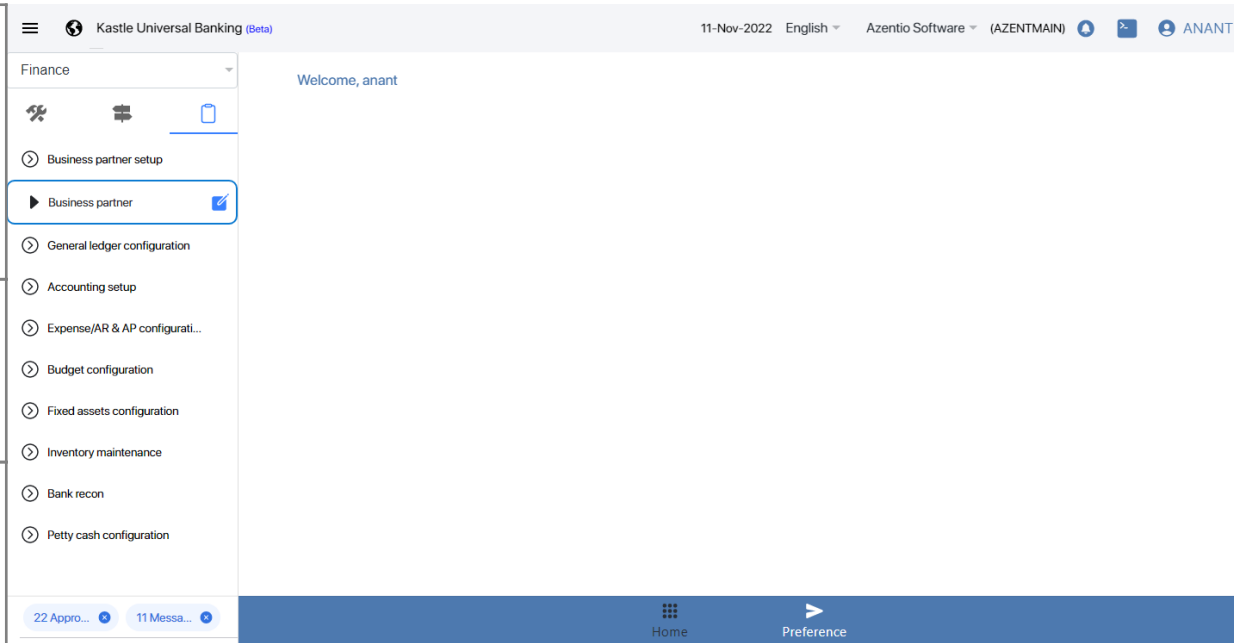 Kastle Universal Banking (Beta)
11-Nov-2022 English Azentio Software (AZENTMAIN) ANANT
Finance
Welcome, anant
Business partner setup
Business partner
General ledger configuration
Accounting setup
Expense/AR & AP configurati...
Budget configuration
Fixed assets configuration
Inventory maintenance
Bank recon
Petty cash configuration
22 Appro... 11 Messa...
Home Preference